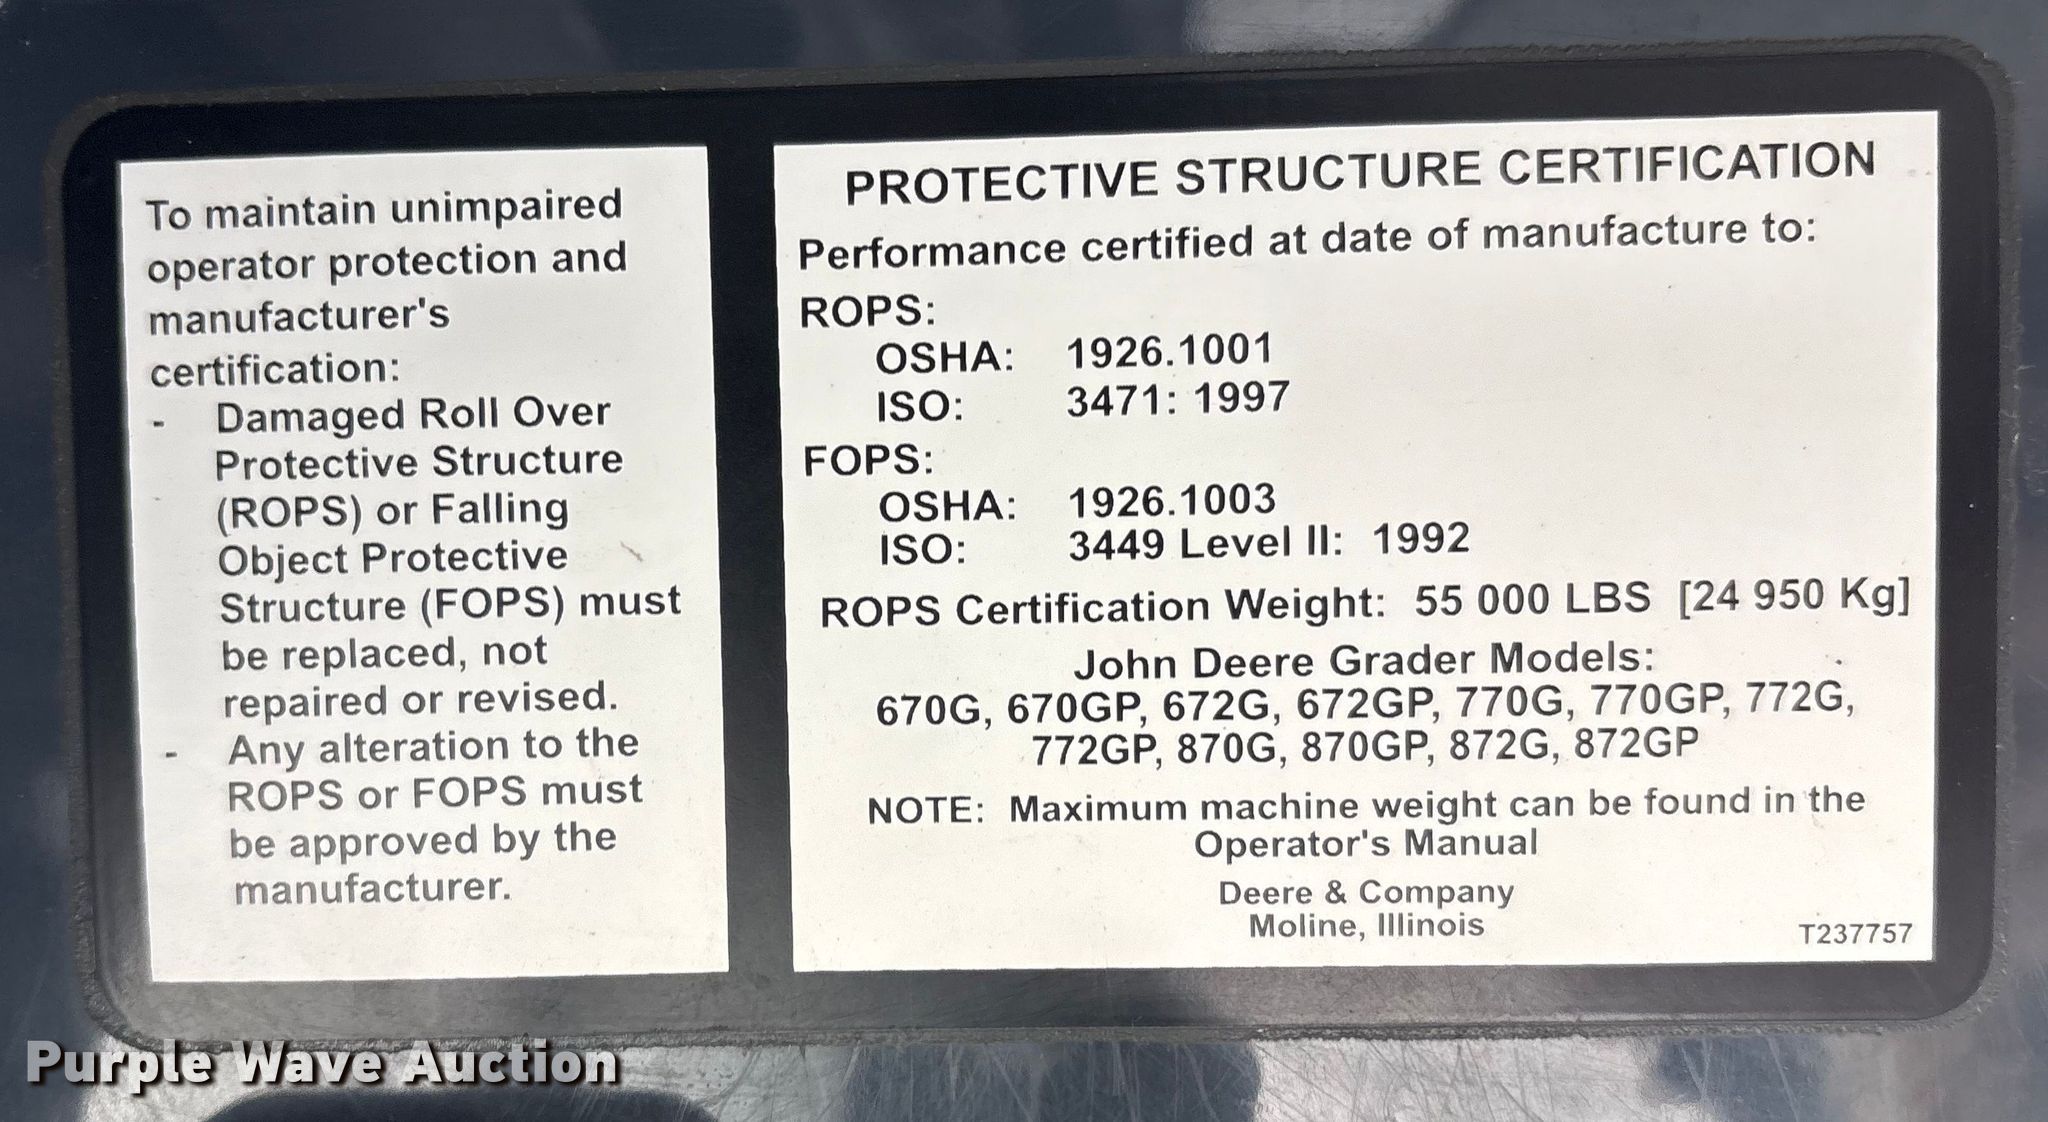 To maintain unimpaired
operator protection and
manufacturer's
certification:
- Damaged Roll Over
Protective Structure
(ROPS) or Falling
Object Protective
Structure (FOPS) must
be replaced, not
repaired or revised.
- Any alteration to the
ROPS or FOPS must
be approved by the
manufacturer.
PROTECTIVE STRUCTURE CERTIFICATION
Performance certified at date of manufacture to:
ROPS:
OSHA: 1926.1001
ISO: 3471: 1997
FOPS:
OSHA: 1926.1003
ISO: 3449 Level II: 1992
ROPS Certification Weight: 55 000 LBS [24 950 Kg]
John Deere Grader Models:
670G, 670GP, 672G, 672GP, 770G, 770GP, 772G,
772GP, 870G, 870GP, 872G, 872GP
NOTE: Maximum machine weight can be found in the
Operator's Manual
Deere & Company
Moline, Illinois
T237757
Purple Wave Auction